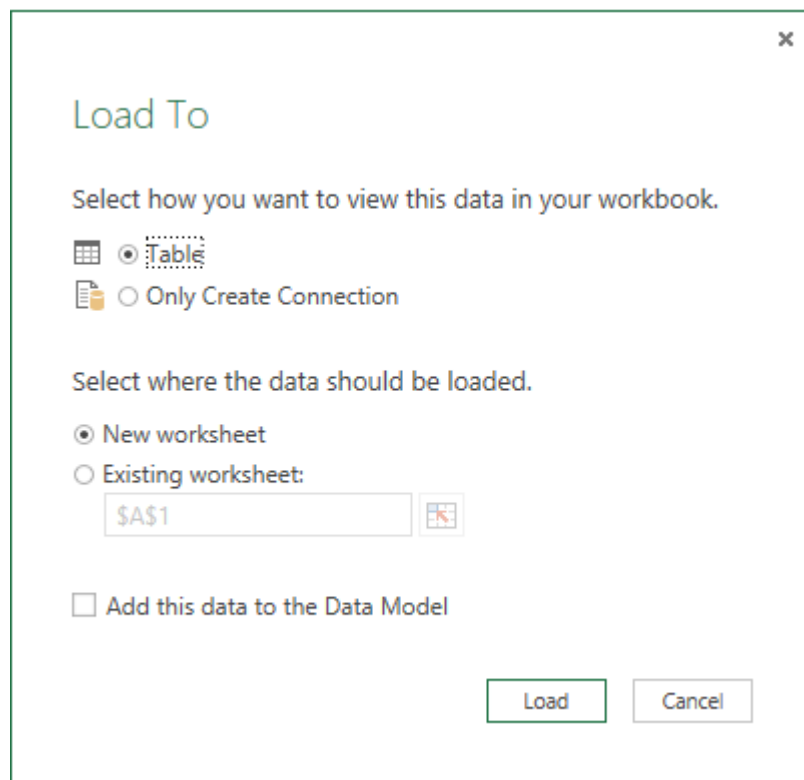 Load To
Select how you want to view this data in your workbook.
Table
Only Create Connection
Select where the data should be loaded.
New worksheet
Existing worksheet:
$A$1
Add this data to the Data Model
Load Cancel